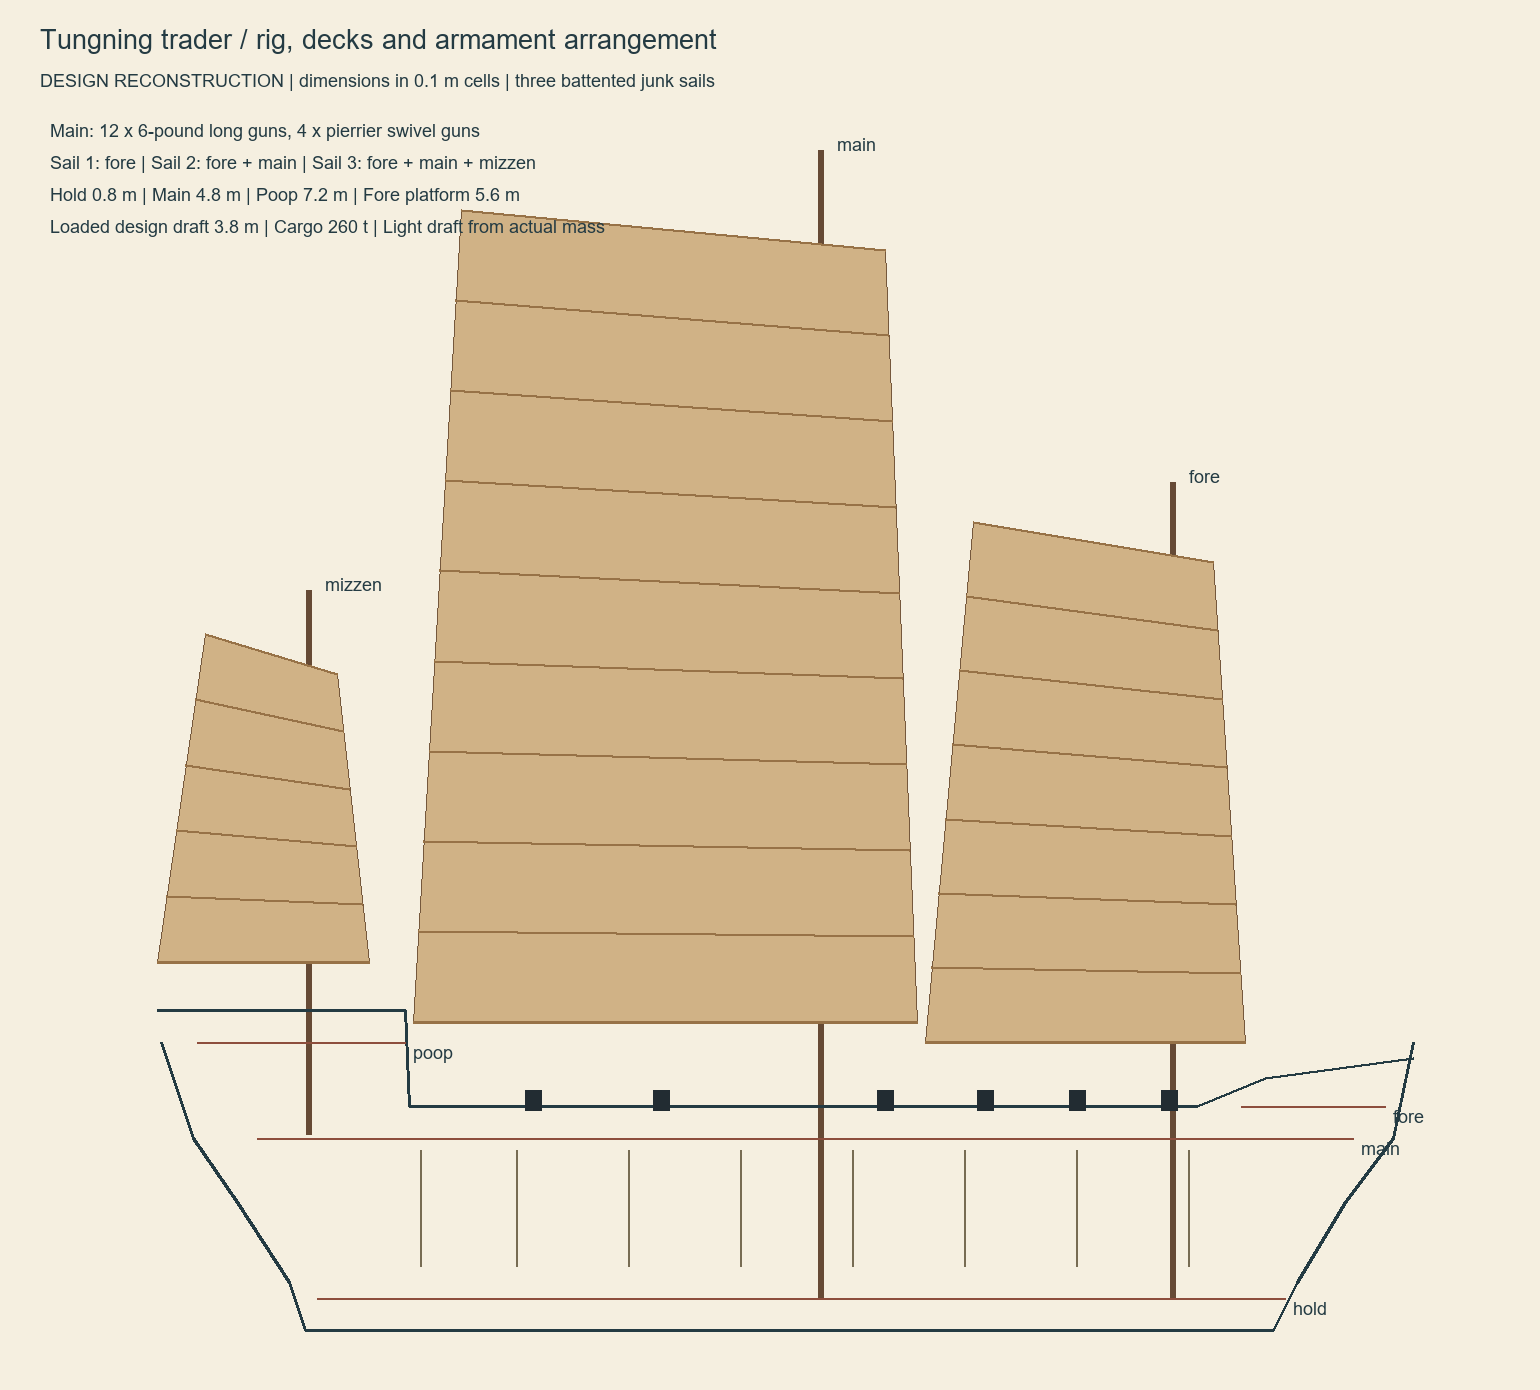 Tungning trader / rig, decks and armament arrangement
DESIGN RECONSTRUCTION | dimensions in 0.1 m cells | three battented junk sails
Main: 12 x 6-pound long guns, 4 x pierrier swivel guns
Sail 1: fore | Sail 2: fore + main | Sail 3: fore + main + mizzen
Hold 0.8 m | Main 4.8 m | Poop 7.2 m | Fore platform 5.6 m
Loaded design draft 3.8 m | Cargo 260 t | Light draft from actual mass
main
fore
mizzen
poop
fore
main
hold